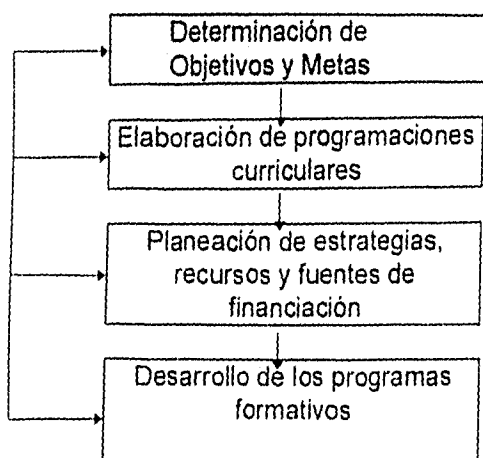 Determinación de
Objetivos y Metas
Elaboración de programaciones
curriculares
Planeación de estrategias,
recursos y fuentes de
financiación
Desarrollo de los programas
formativos